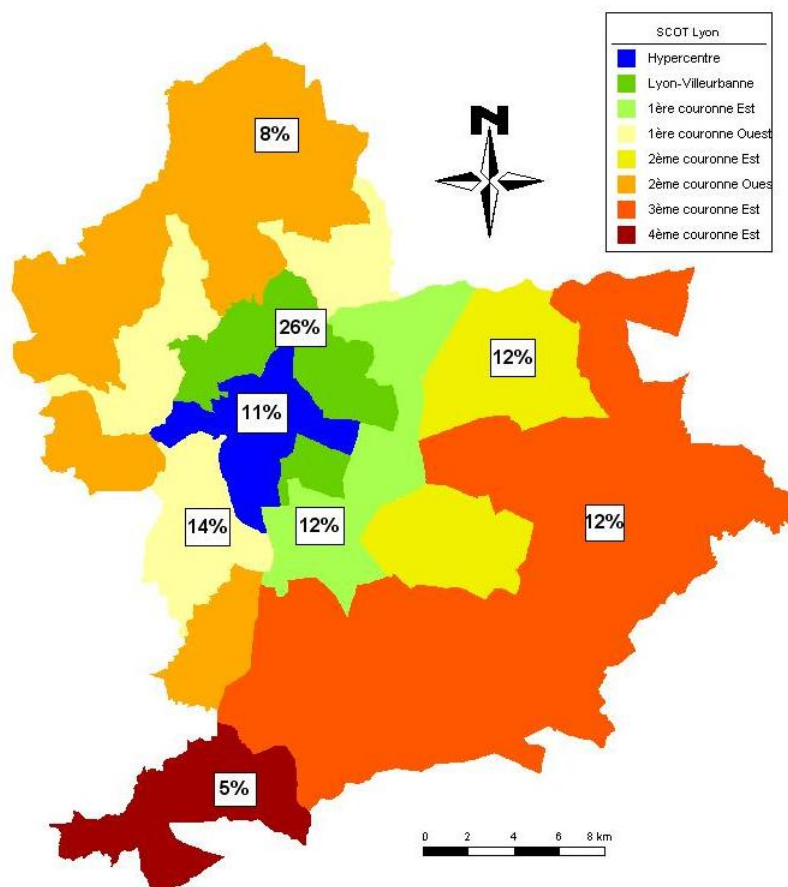 SCOT Lyon
Hypercentre
Lyon-Villeurbanne
1ère couronne Est
1ère couronne Ouest
2ème couronne Est
2ème couronne Oues
3ème couronne Est
4ème couronne Est
N
8%
26%
12%
11%
14%
12%
12%
5%
0 2 4 6 8 km